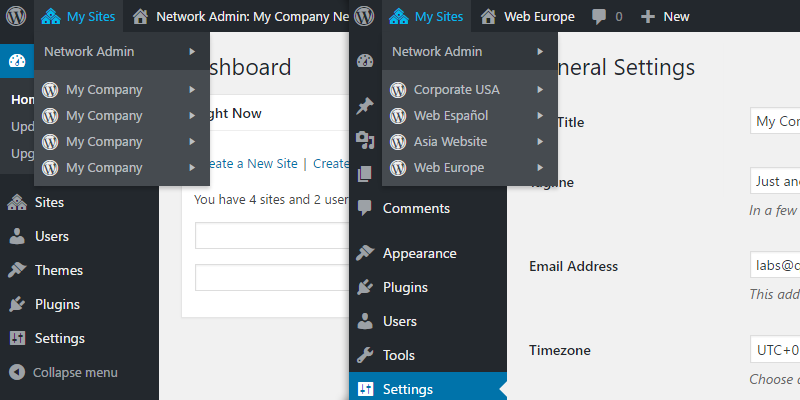 My Sites
Network Admin: My Company Ne
Network Admin
My Company
My Company
My Company
My Company
shboard
ght Now
eate a New Site | Create
You have 4 sites and 2 user
Hom
Upd
Upg
Sites
Users
Themes
Plugins
Settings
Collapse menu
My Sites
Web Europe
0
+ New
Network Admin
Corporate USA
Web Español
Asia Website
Web Europe
Comments
Appearance
Plugins
Users
Tools
Settings
neral Settings
Title
My Con
Tagline
Just ano
In a few
Email Address
labs@
This add
Timezone
UTC+0
Choose